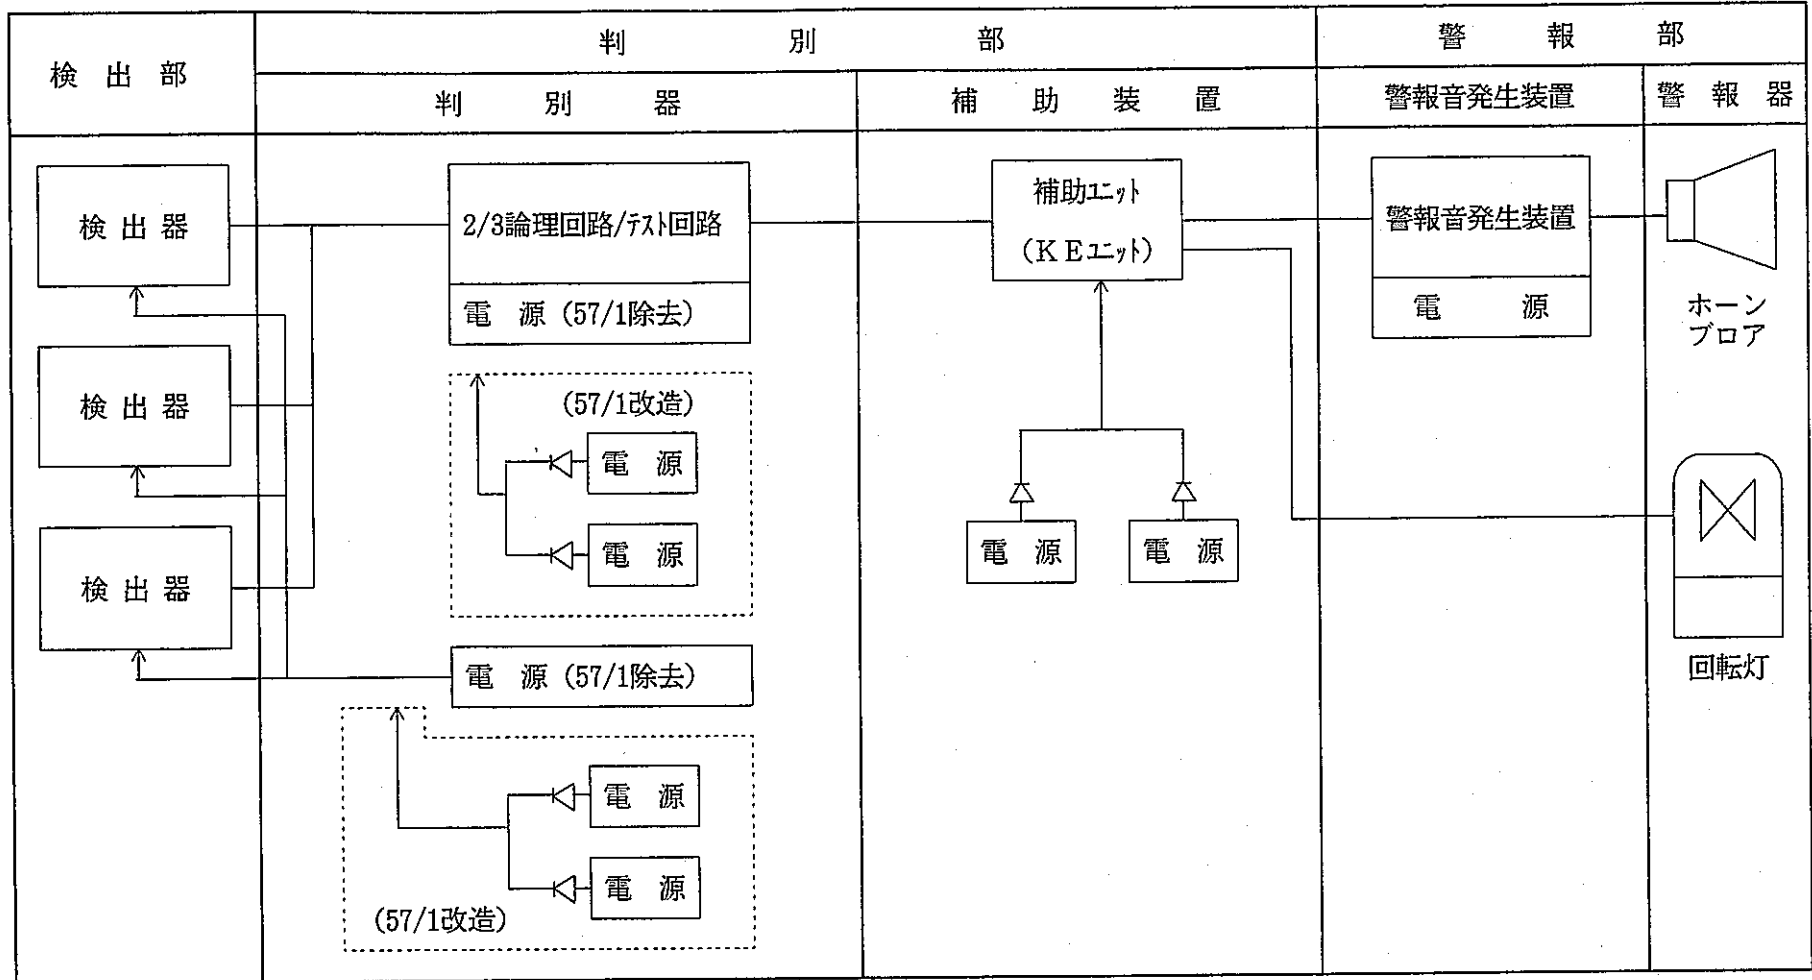 検出部
判別部
警報部
判別器
補助装置
警報音発生装置
警報器
検出器
2/3論理回路/テスト回路
電源(57/1除去)
補助ユニット
(KEユニット)
警報音発生装置
電源
ホーン
ブロア
検出器
(57/1改造)
電源
電源
電源
電源
検出器
電源(57/1除去)
回転灯
電源
電源
(57/1改造)